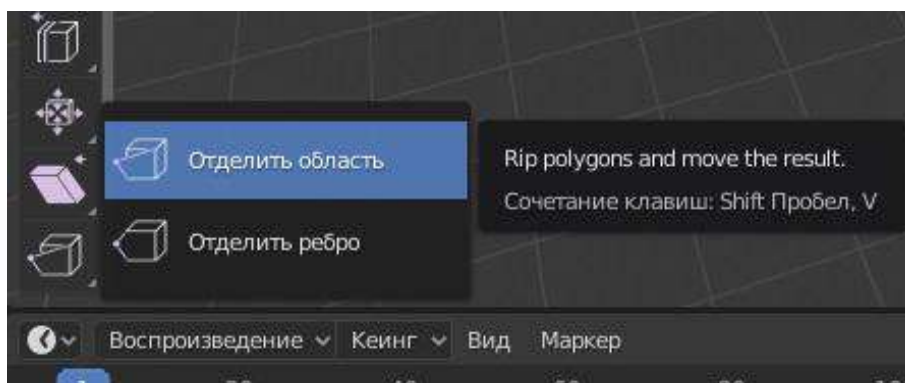 Отделить область
Rip polygons and move the result.
Сочетание клавиш: Shift Пробел, V
Отделить ребро
Воспроизведение Кеинг Вид Маркер